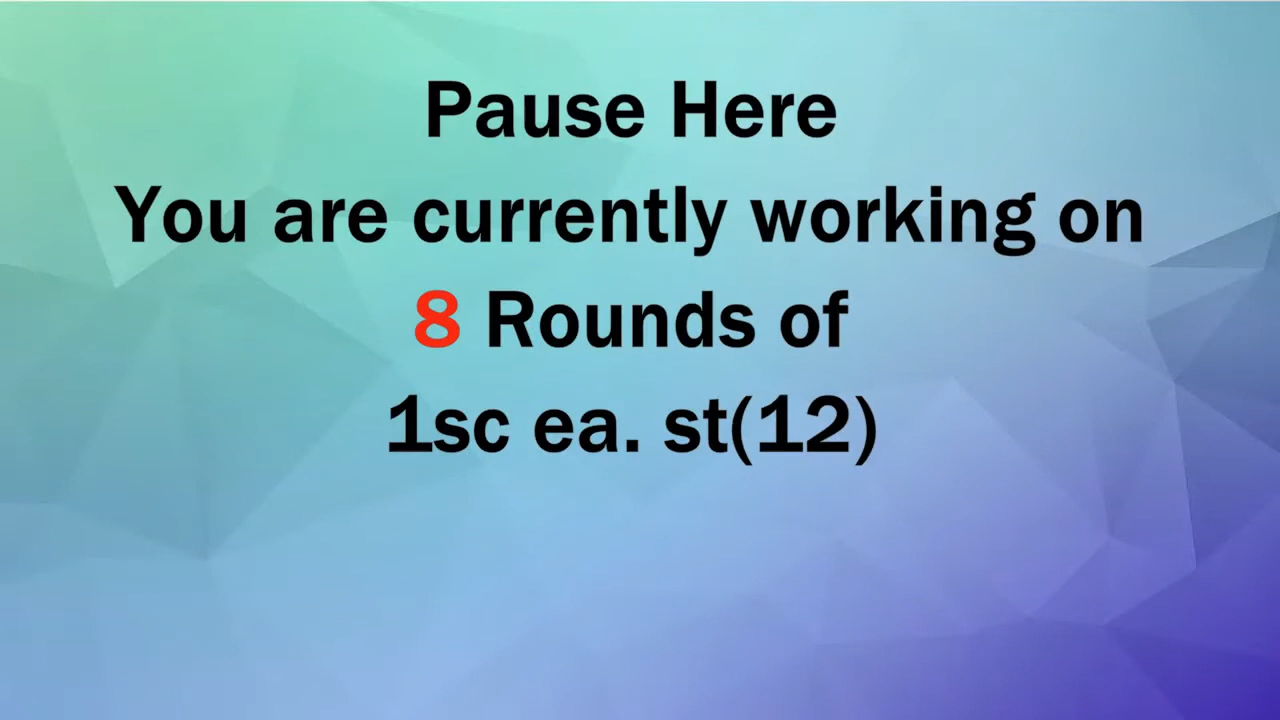 Pause Here
You are currently working on
8 Rounds of
1sc ea. st(12)